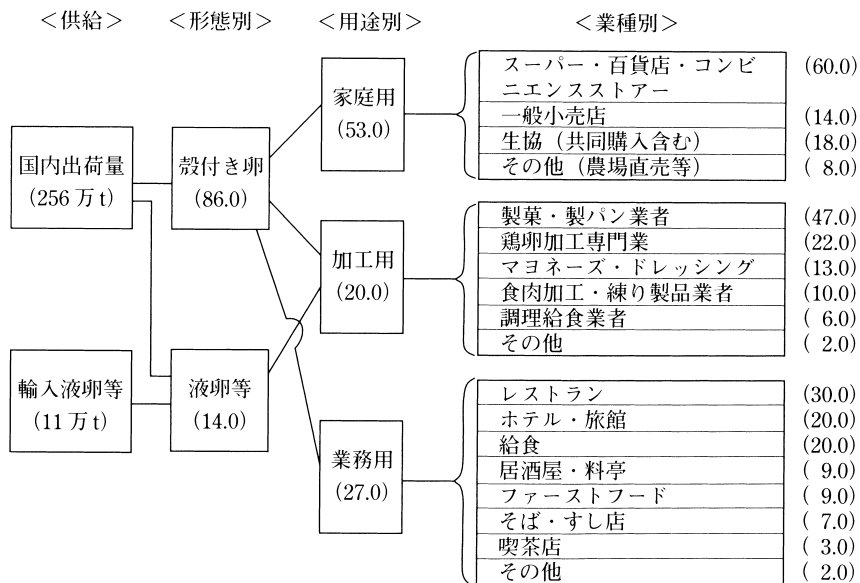 ＜供給＞ ＜形態別＞ ＜用途別＞ ＜業種別＞
国内出荷量
(256 万 t)
輸入液卵等
(11 万 t)
殻付き卵
(86.0)
液卵等
(14.0)
家庭用
(53.0)
加工用
(20.0)
業務用
(27.0)
スーパー・百貨店・コンビ (60.0)
ニエンスストアー
一般小売店 (14.0)
生協（共同購入含む） (18.0)
その他（農場直売等） ( 8.0)
製菓・製パン業者 (47.0)
鶏卵加工専門業 (22.0)
マヨネーズ・ドレッシング (13.0)
食肉加工・練り製品業者 (10.0)
調理給食業者 ( 6.0)
その他 ( 2.0)
レストラン (30.0)
ホテル・旅館 (20.0)
給食 (20.0)
居酒屋・料亭 ( 9.0)
ファーストフード ( 9.0)
そば・すし店 ( 7.0)
喫茶店 ( 3.0)
その他 ( 2.0)